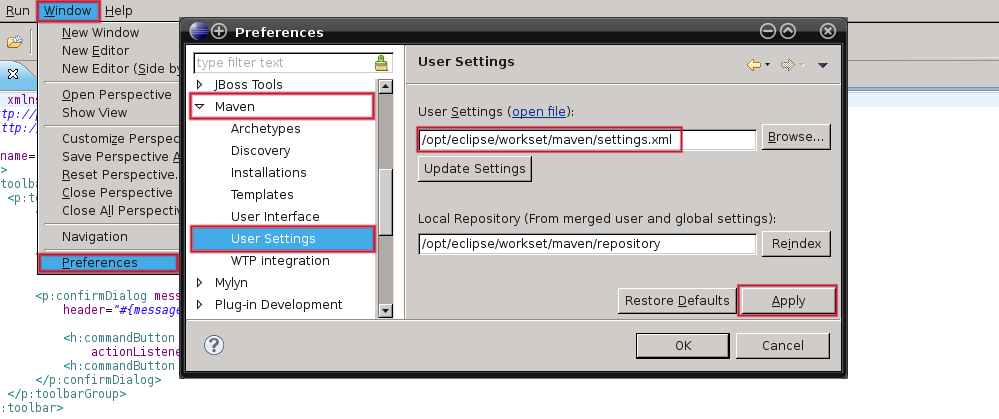 Run Window Help
New Window
New Editor
New Editor (Side by
Open Perspective
Show View
Customize Perspec
Save Perspective A
Reset Perspective.
Close Perspective
Close All Perspectiv
Navigation
Preferences
xmlns
ttp://p
ttp://j
name=
>
toolbar
<p:t
<p:confirmDialog mess
header="#{message
<h:commandButton
actionListene
<h:commandButton
</p:confirmDialog>
</p:toolbarGroup>
:toolbar>
Preferences
type filter text
JBoss Tools
Maven
Archetypes
Discovery
Installations
Templates
User Interface
User Settings
WTP integration
Mylyn
Plug-in Development
User Settings
User Settings (open file):
/opt/eclipse/workset/maven/settings.xml
Browse...
Update Settings
Local Repository (From merged user and global settings):
/opt/eclipse/workset/maven/repository
Reindex
Restore Defaults
Apply
?
OK
Cancel